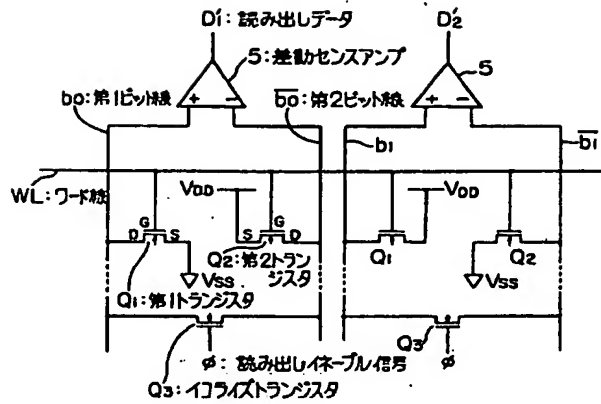 D1': 読み出しデータ
D2'
5: 差動センスアンプ
5
b0: 第1ビット線
b0: 第2ビット線
b1
b1
+ −
+ −
WL: ワード線
VDD
VDD
G
D S
S D
Q1
Q2
Q2: 第2トランジスタ
VSS
VSS
Q1: 第1トランジスタ
Q3
φ: 読み出しイネーブル信号
φ
Q3: イコライズトランジスタ